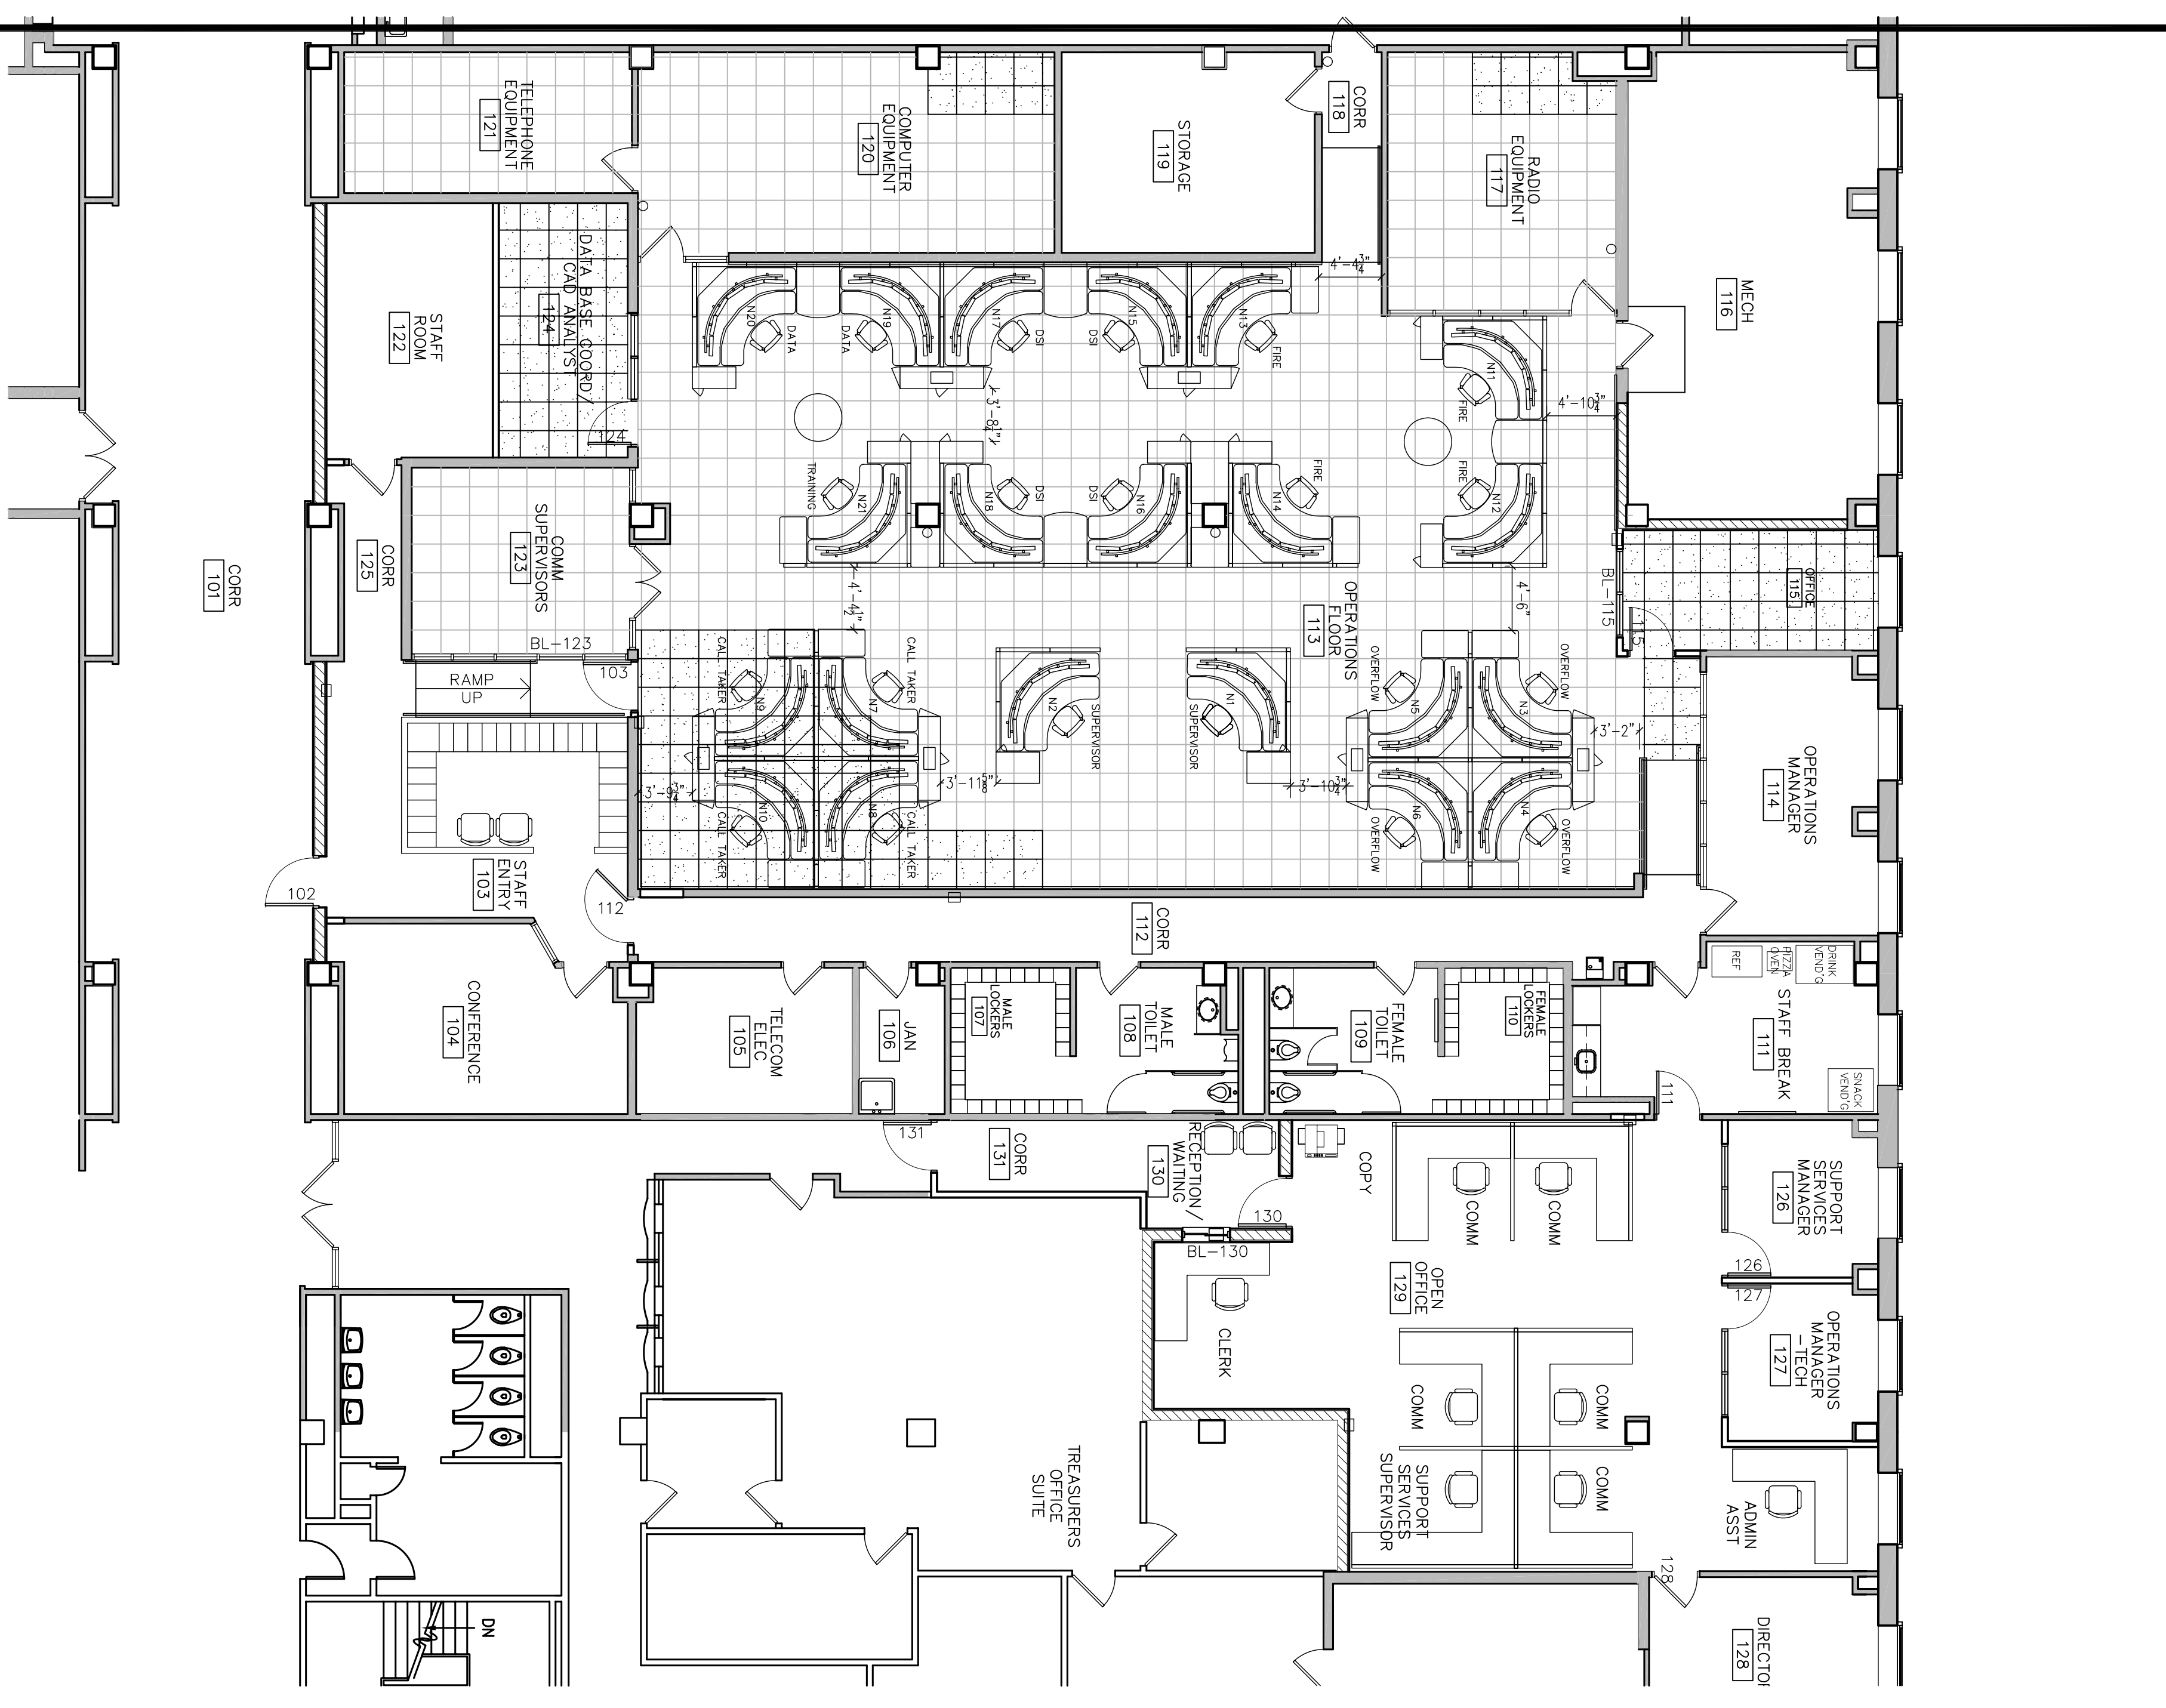 TELEPHONE
EQUIPMENT
121
COMPUTER
EQUIPMENT
120
STORAGE
119
CORR
118
RADIO
EQUIPMENT
117
MECH
116
STAFF
ROOM
122
DATA BASE COORD/
CAD ANALYST
124
124
N20
DATA
DATA
N19
N17
DSI
DSI
N15
N13
FIRE
4'-4¾"
N11
FIRE
4'-10¾"
3'-8¼"
TRAINING
N21
N18
DSI
DSI
N16
N14
FIRE
FIRE
N12
CORR
101
CORR
125
COMM
SUPERVISORS
123
BL-123
103
RAMP
UP
4'-4½"
OPERATIONS
FLOOR
113
4'-6"
BL-115
OFFICE
115
115
CALL TAKER
N9
N7
CALL TAKER
N2
SUPERVISOR
SUPERVISOR
N1
OVERFLOW
N5
N3
OVERFLOW
3'-2"
3'-9¾"
3'-11⅝"
3'-10¾"
CALL TAKER
N10
N8
CALL TAKER
N6
OVERFLOW
N4
OVERFLOW
OPERATIONS
MANAGER
114
102
STAFF
ENTRY
103
112
CORR
112
CONFERENCE
104
TELECOM
ELEC
105
JAN
106
MALE
LOCKERS
107
MALE
TOILET
108
FEMALE
TOILET
109
FEMALE
LOCKERS
110
REF
PIZZA
OVEN
DRINK
VEND'G
STAFF BREAK
111
SNACK
VEND'G
111
131
CORR
131
RECEPTION/
WAITING
130
130
BL-130
COPY
COMM
COMM
SUPPORT
SERVICES
MANAGER
126
126
127
OPERATIONS
MANAGER
-TECH
127
OPEN
OFFICE
129
CLERK
COMM
COMM
SUPPORT
SERVICES
SUPERVISOR
COMM
ADMIN
ASST
TREASURERS
OFFICE
SUITE
128
DIRECTO
128
DN